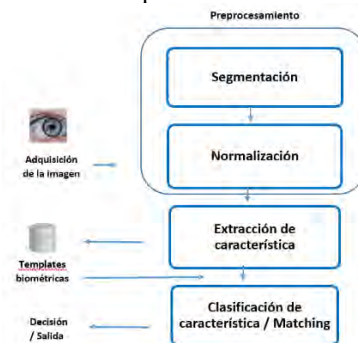 Preprocesamiento
Segmentación
Normalización
Adquisición
de la imagen
Extracción de
característica
Templates
biométricas
Clasificación de
característica / Matching
Decisión
/ Salida